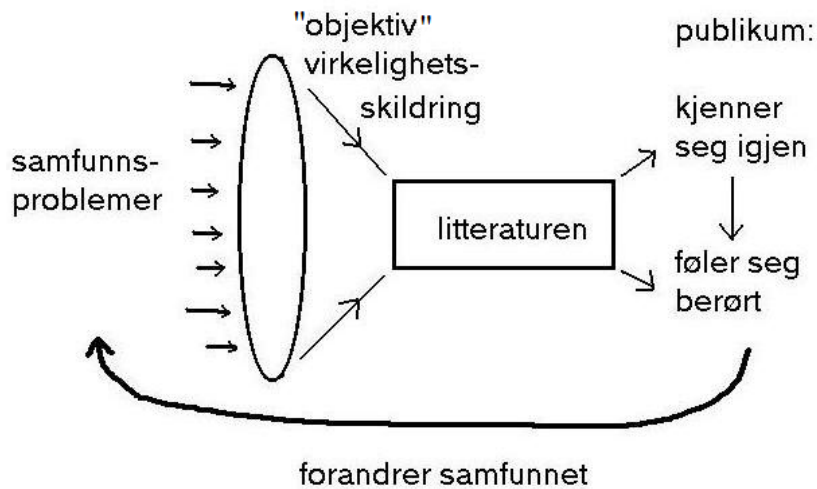 "objektiv"
virkelighets-
skildring
publikum:
kjenner
seg igjen
samfunns-
problemer
litteraturen
føler seg
berørt
forandrer samfunnet